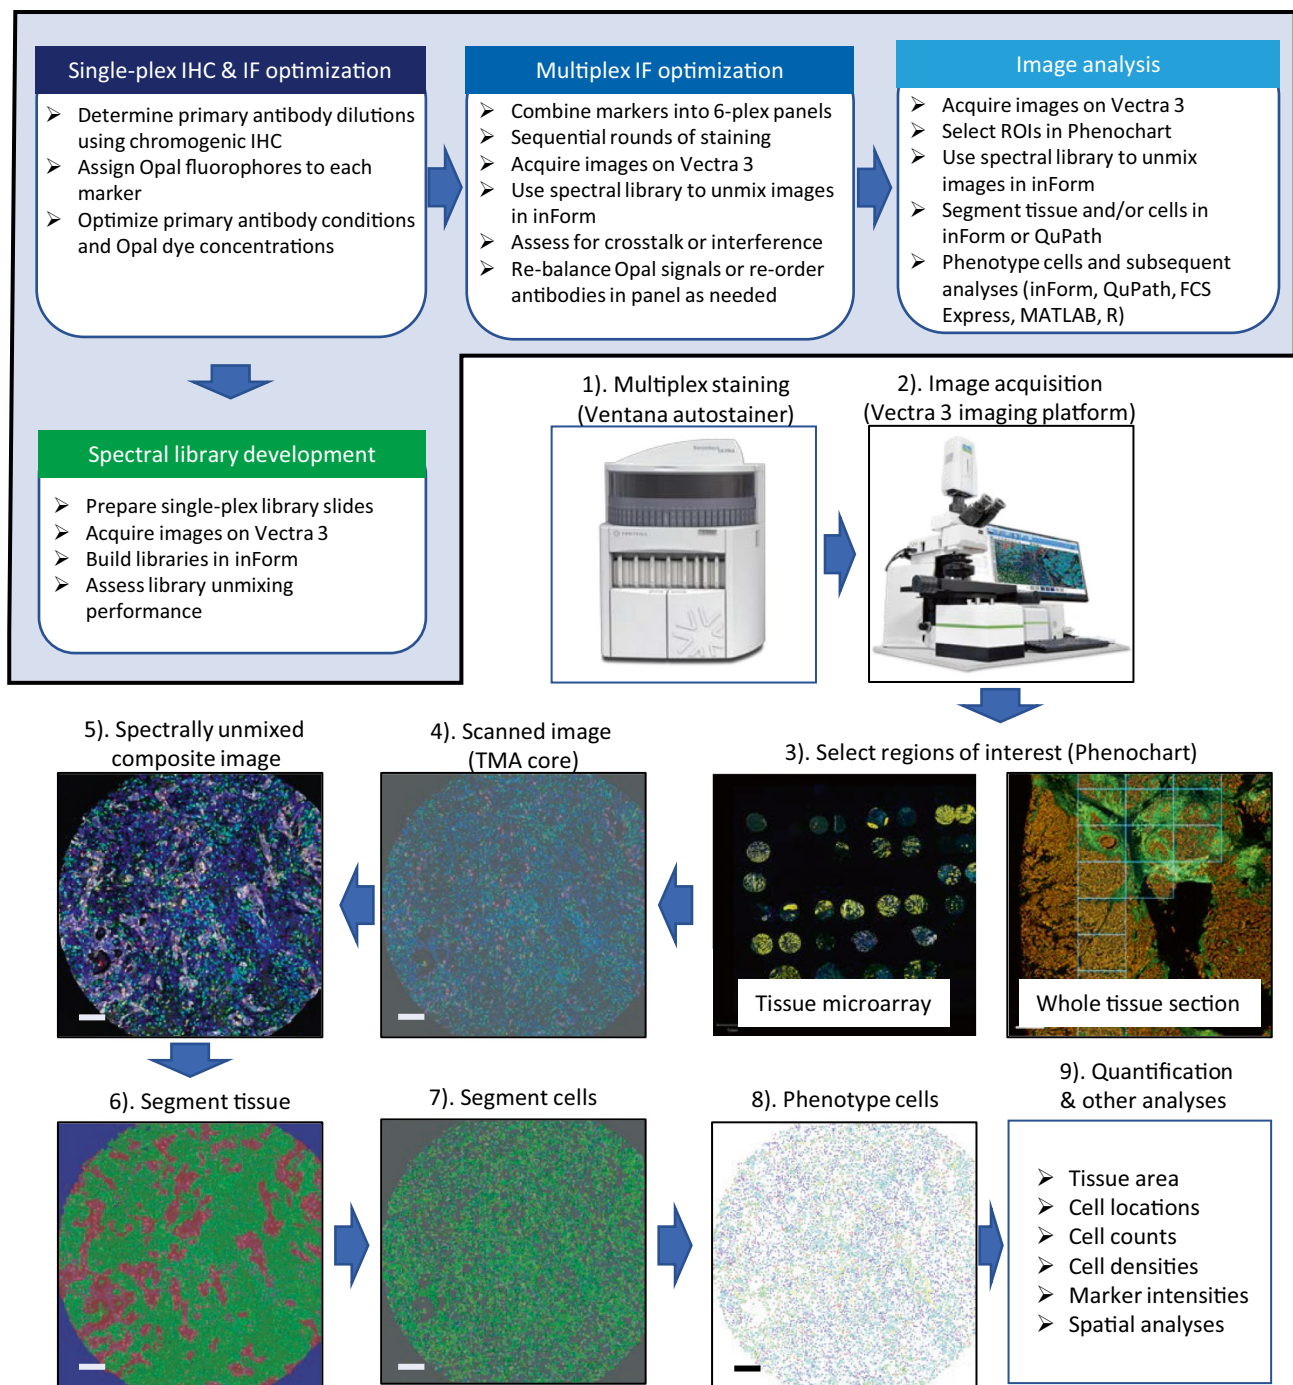 Single-plex IHC & IF optimization
➢ Determine primary antibody dilutions
using chromogenic IHC
➢ Assign Opal fluorophores to each
marker
➢ Optimize primary antibody conditions
and Opal dye concentrations
Multiplex IF optimization
➢ Combine markers into 6-plex panels
➢ Sequential rounds of staining
➢ Acquire images on Vectra 3
➢ Use spectral library to unmix images
in inForm
➢ Assess for crosstalk or interference
➢ Re-balance Opal signals or re-order
antibodies in panel as needed
Image analysis
➢ Acquire images on Vectra 3
➢ Select ROIs in Phenochart
➢ Use spectral library to unmix
images in inForm
➢ Segment tissue and/or cells in
inForm or QuPath
➢ Phenotype cells and subsequent
analyses (inForm, QuPath, FCS
Express, MATLAB, R)
Spectral library development
➢ Prepare single-plex library slides
➢ Acquire images on Vectra 3
➢ Build libraries in inForm
➢ Assess library unmixing
performance
1). Multiplex staining
(Ventana autostainer)
2). Image acquisition
(Vectra 3 imaging platform)
3). Select regions of interest (Phenochart)
Tissue microarray
Whole tissue section
4). Scanned image
(TMA core)
5). Spectrally unmixed
composite image
6). Segment tissue
7). Segment cells
8). Phenotype cells
9). Quantification
& other analyses
➢ Tissue area
➢ Cell locations
➢ Cell counts
➢ Cell densities
➢ Marker intensities
➢ Spatial analyses